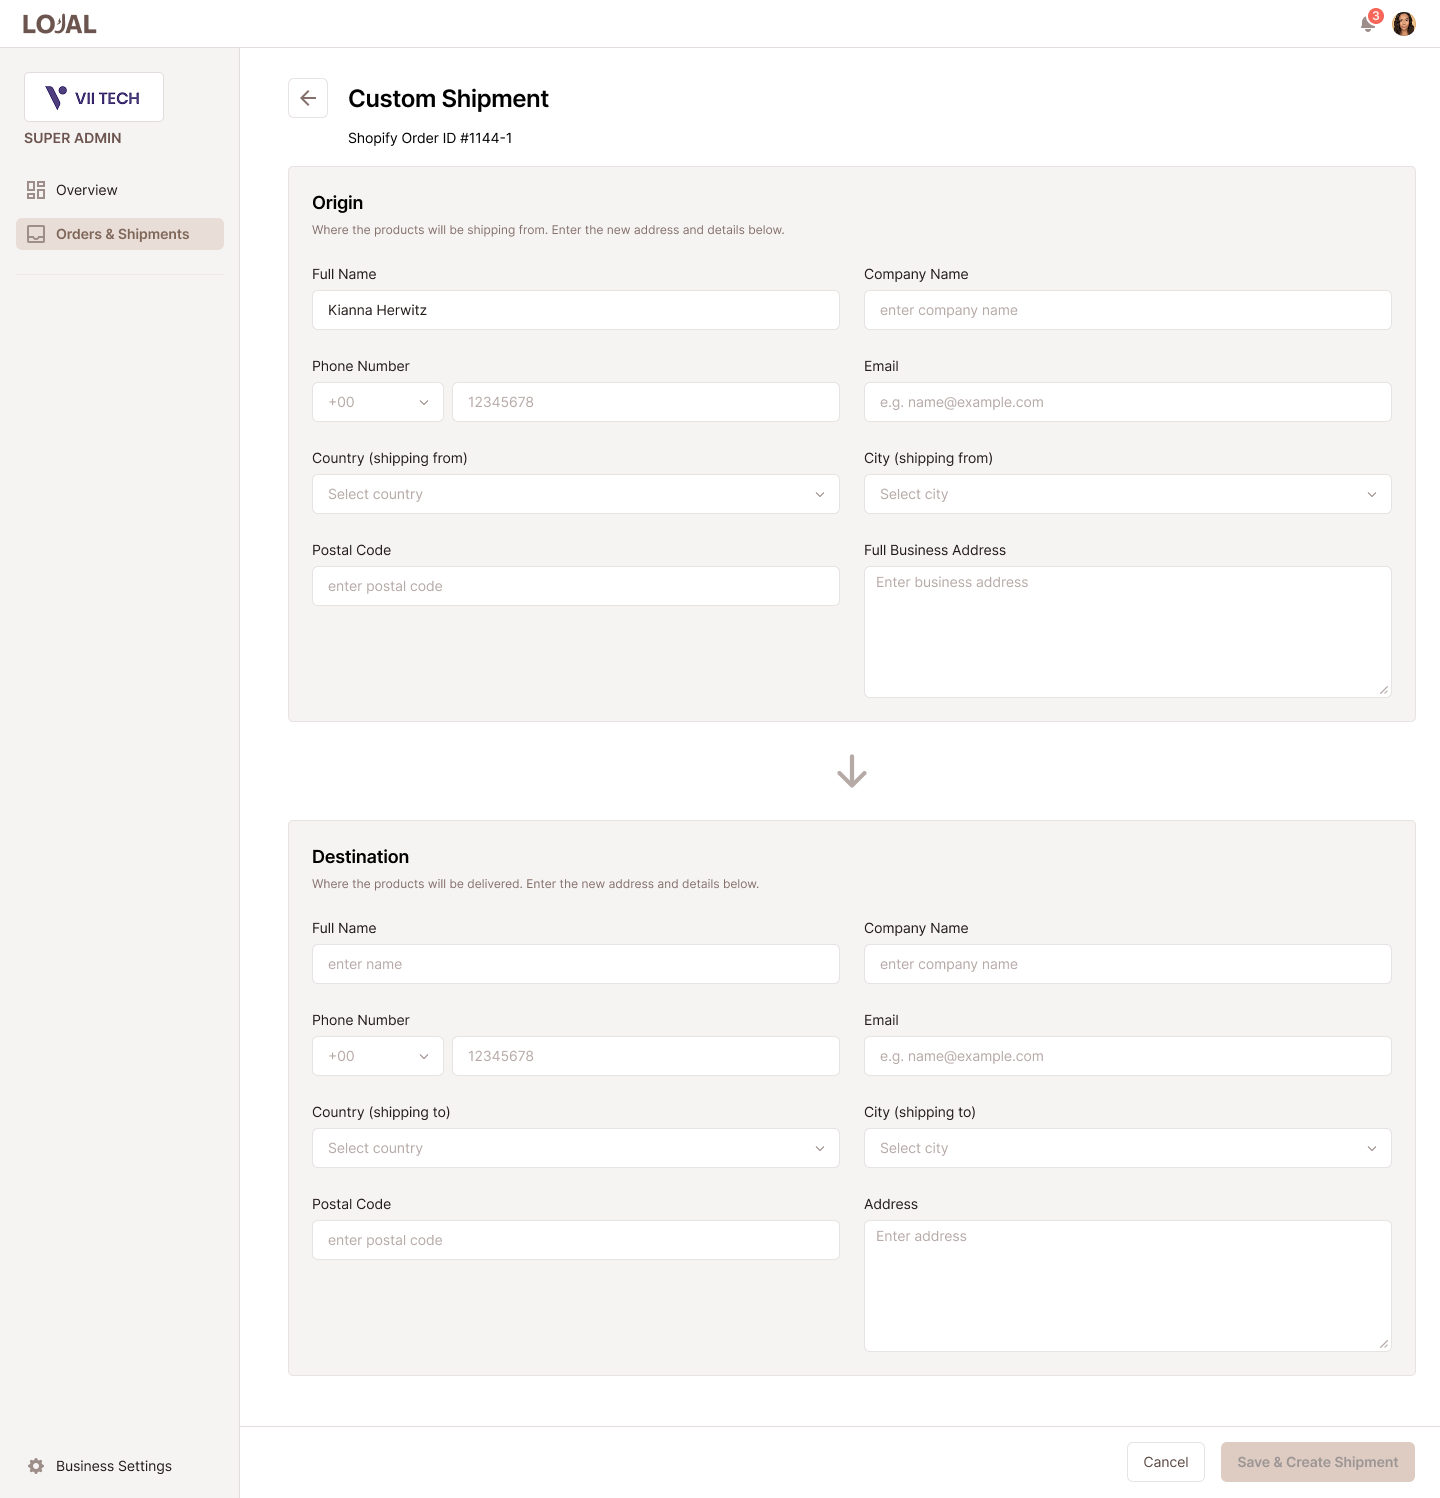 LOJAL
3
VII TECH
SUPER ADMIN
Overview
Orders & Shipments
Custom Shipment
Shopify Order ID #1144-1
Origin
Where the products will be shipping from. Enter the new address and details below.
Full Name
Company Name
Kianna Herwitz
enter company name
Phone Number
Email
+00
12345678
e.g. name@example.com
Country (shipping from)
City (shipping from)
Select country
Select city
Postal Code
Full Business Address
enter postal code
Enter business address
Destination
Where the products will be delivered. Enter the new address and details below.
Full Name
Company Name
enter name
enter company name
Phone Number
Email
+00
12345678
e.g. name@example.com
Country (shipping to)
City (shipping to)
Select country
Select city
Postal Code
Address
enter postal code
Enter address
Business Settings
Cancel
Save & Create Shipment